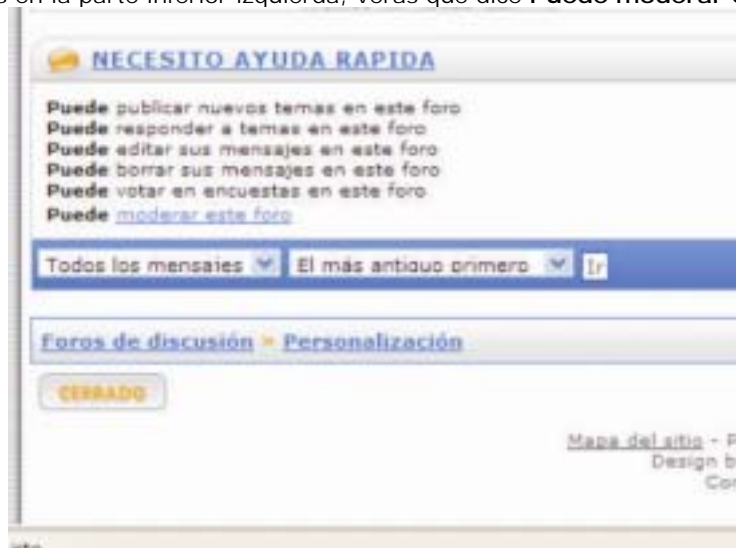 en la parte inferior izquierda, verás que dice Puede moderar
NECESITO AYUDA RAPIDA
Puede publicar nuevos temas en este foro
Puede responder a temas en este foro
Puede editar sus mensajes en este foro
Puede borrar sus mensajes en este foro
Puede votar en encuestas en este foro
Puede moderar este foro
Todos los mensajes El más antiguo primero Ir
Foros de discusión » Personalización
CERRADO
Mapa del sitio - P
Design b
Co